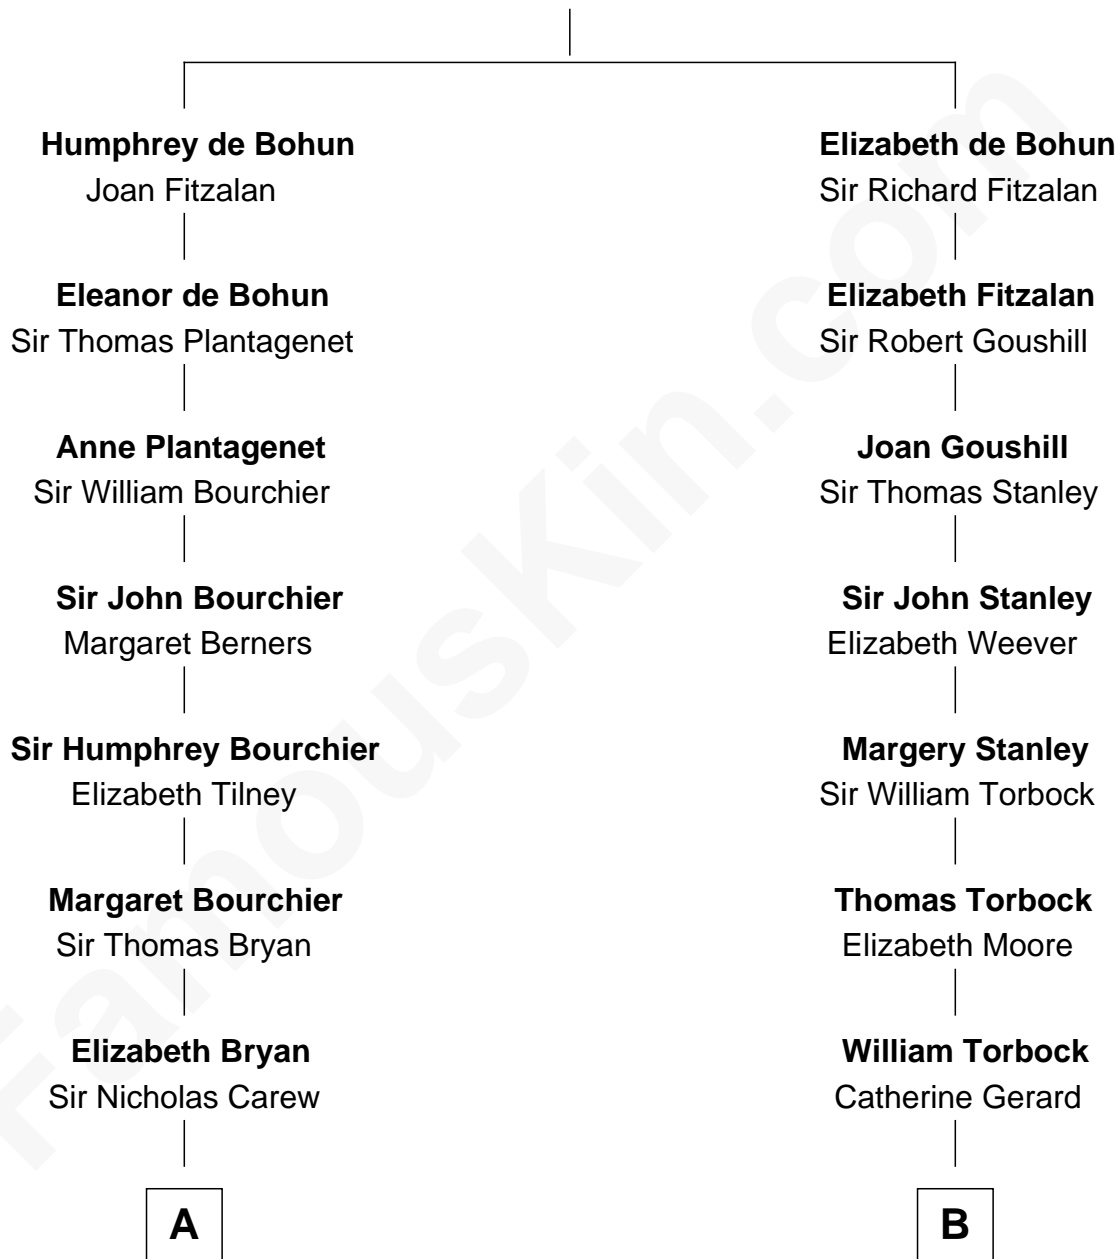 Humphrey de Bohun
Joan Fitzalan
Eleanor de Bohun
Sir Thomas Plantagenet
Anne Plantagenet
Sir William Bourchier
Sir John Bourchier
Margaret Berners
Sir Humphrey Bourchier
Elizabeth Tilney
Margaret Bourchier
Sir Thomas Bryan
Elizabeth Bryan
Sir Nicholas Carew
A
Elizabeth de Bohun
Sir Richard Fitzalan
Elizabeth Fitzalan
Sir Robert Goushill
Joan Goushill
Sir Thomas Stanley
Sir John Stanley
Elizabeth Weever
Margery Stanley
Sir William Torbock
Thomas Torbock
Elizabeth Moore
William Torbock
Catherine Gerard
B
FamousKin.com